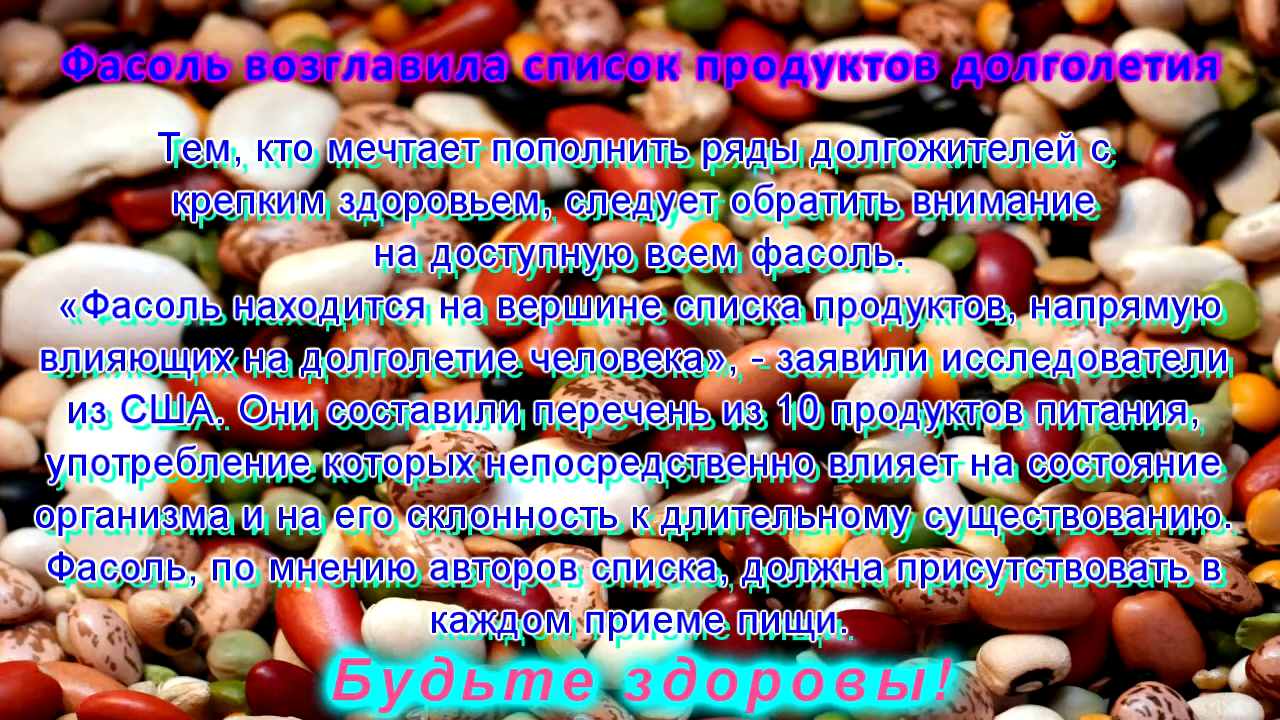 Фасоль возглавила список продуктов долголетия
Тем, кто мечтает пополнить ряды долгожителей с
крепким здоровьем, следует обратить внимание
на доступную всем фасоль.
«Фасоль находится на вершине списка продуктов, напрямую
влияющих на долголетие человека», - заявили исследователи
из США. Они составили перечень из 10 продуктов питания,
употребление которых непосредственно влияет на состояние
организма и на его склонность к длительному существованию.
Фасоль, по мнению авторов списка, должна присутствовать в
каждом приеме пищи.
Будьте здоровы!